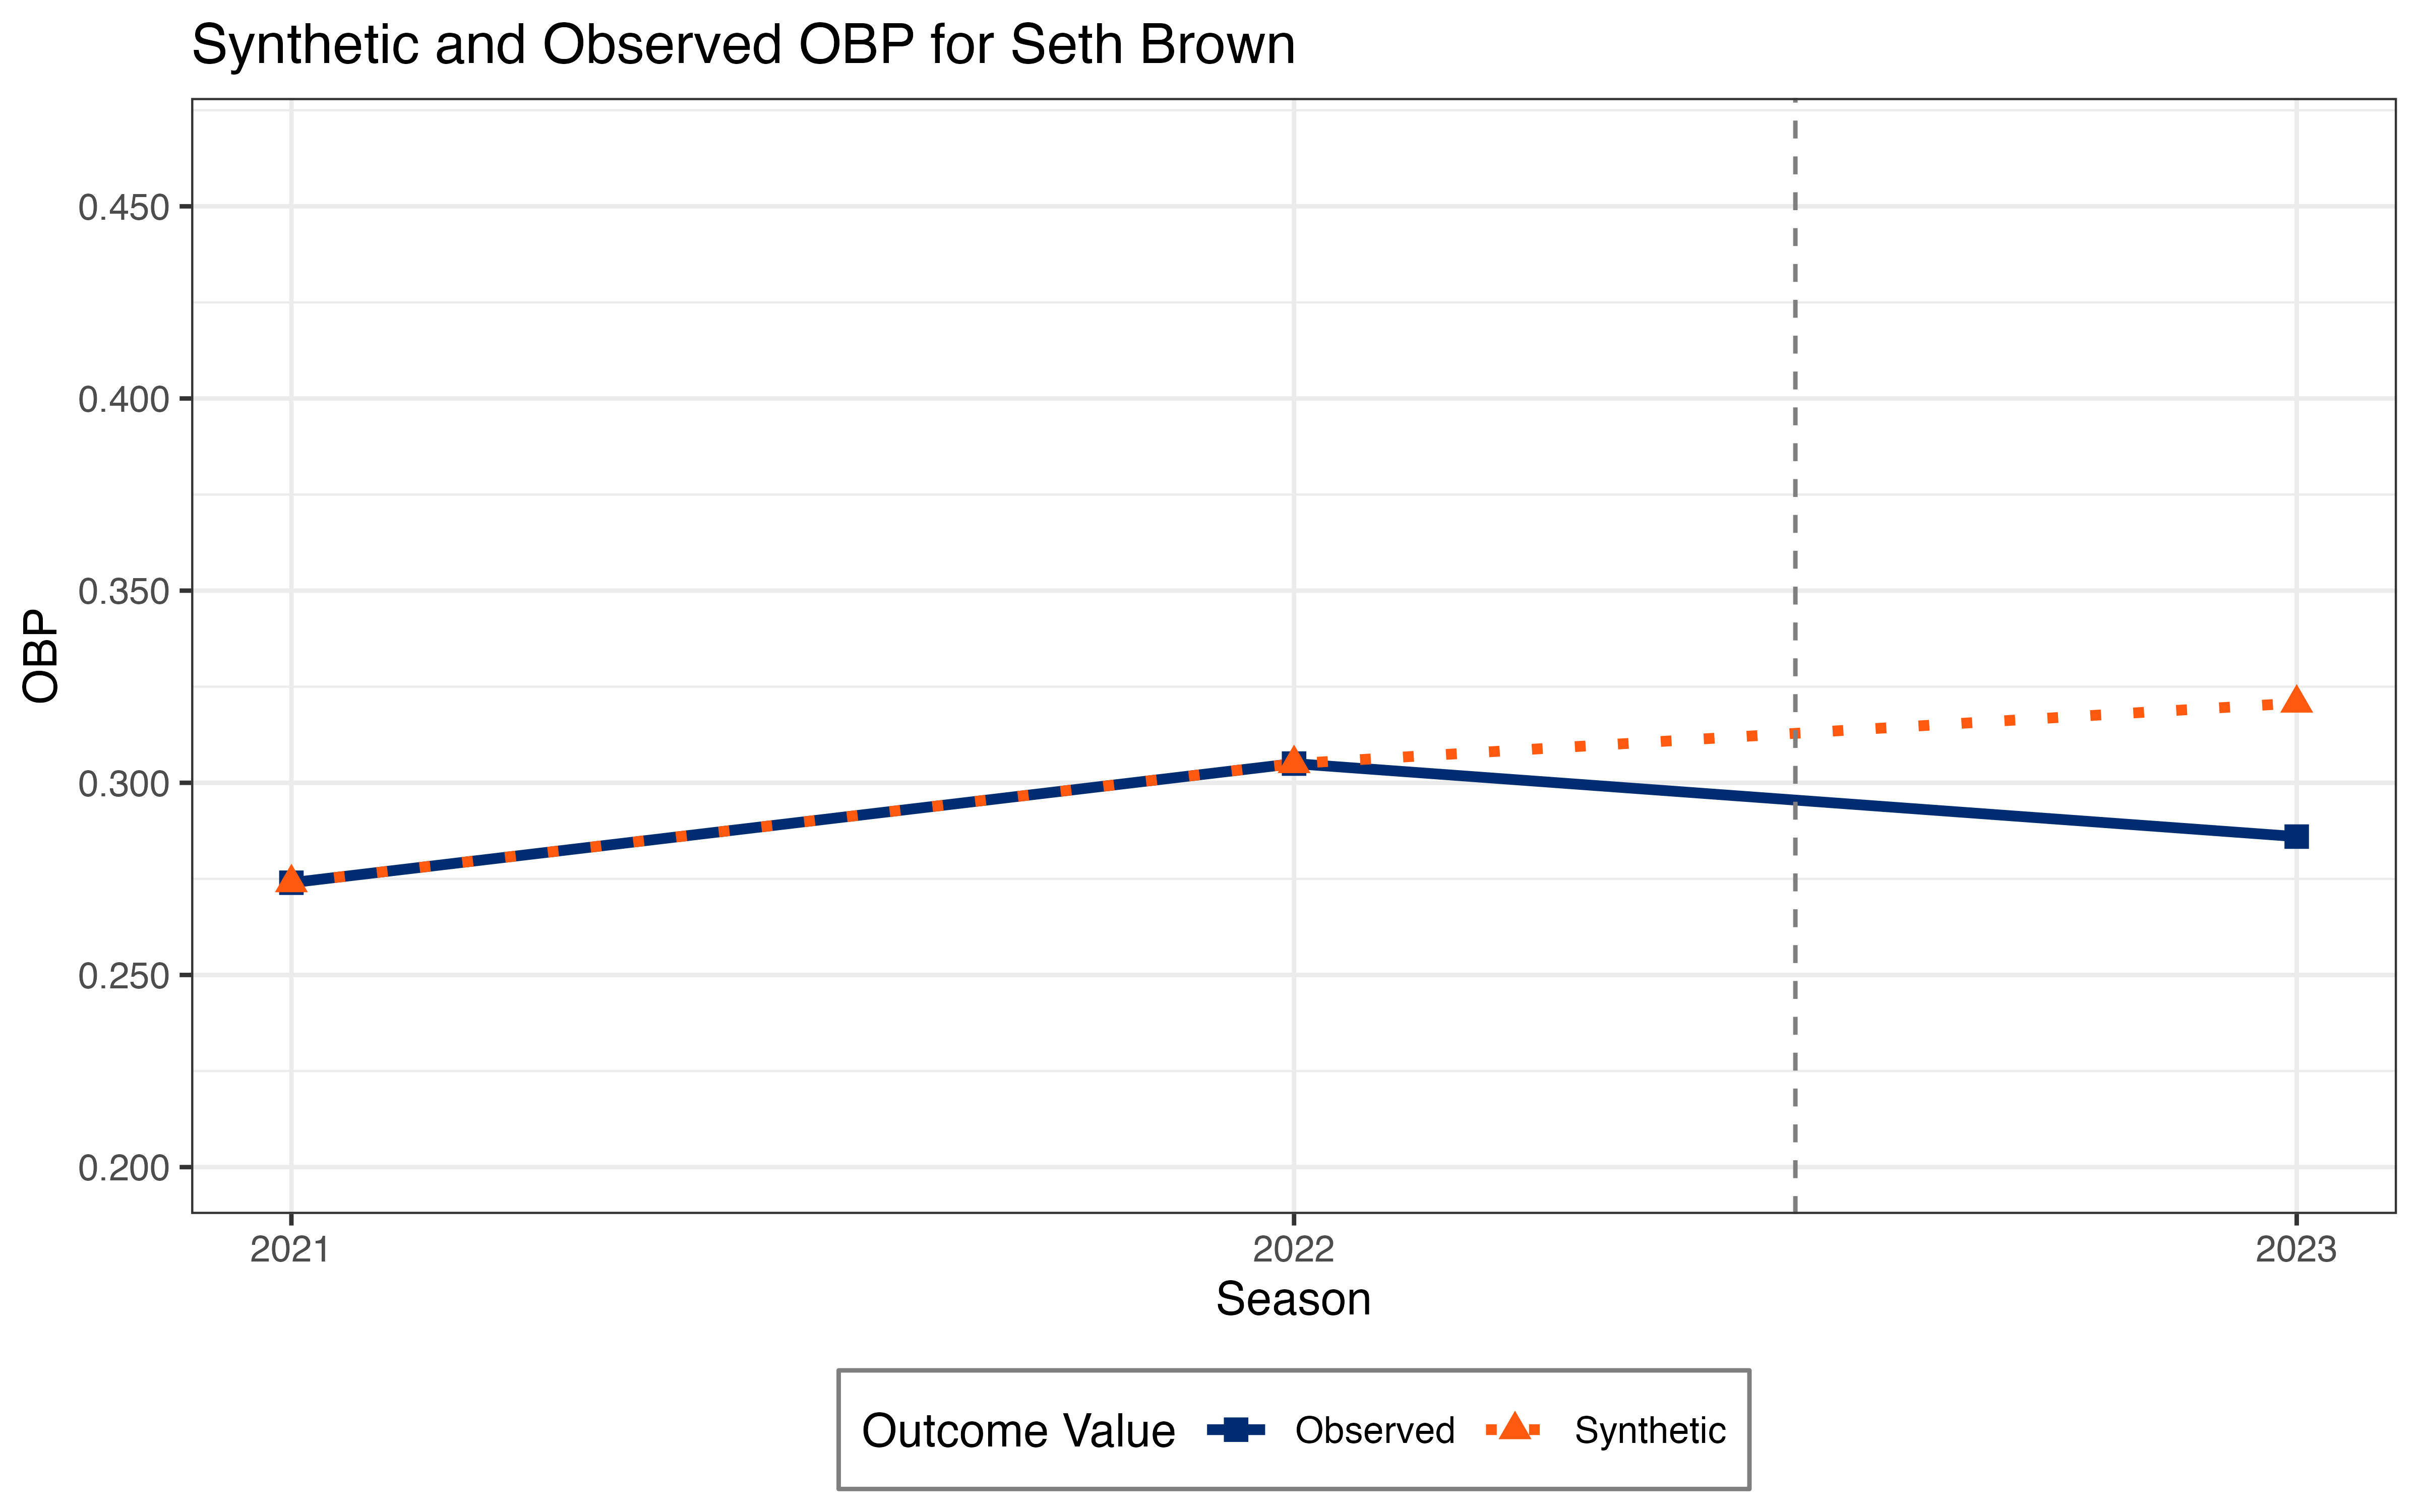 Synthetic and Observed OBP for Seth Brown
OBP
0.450
0.400
0.350
0.300
0.250
0.200
2021 2022 2023
Season
Outcome Value Observed Synthetic